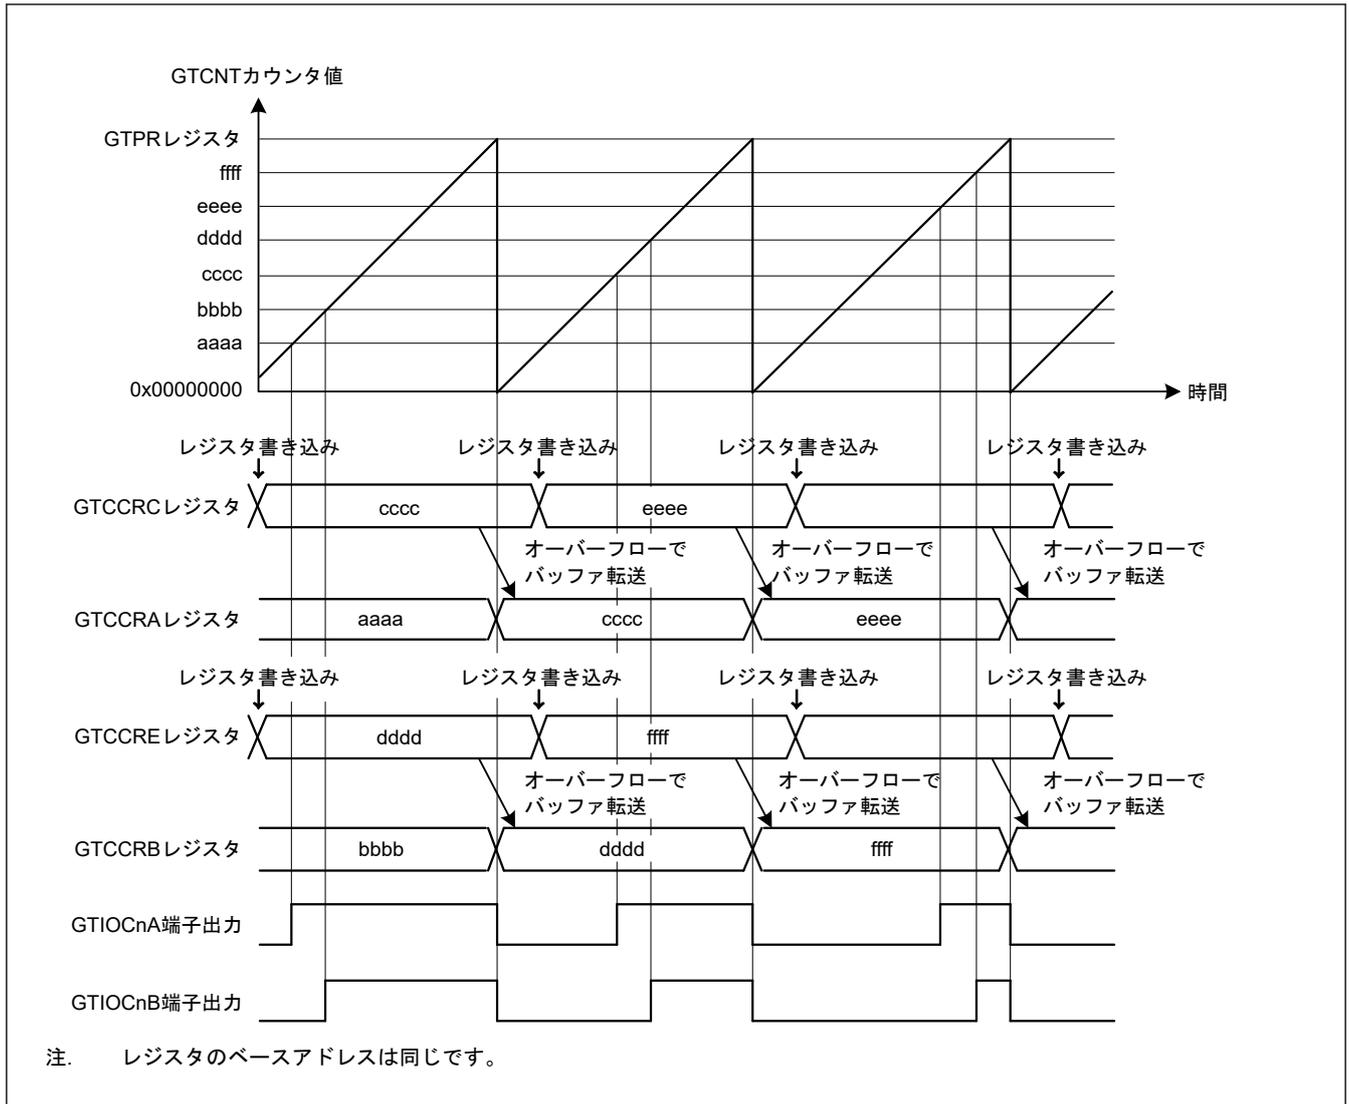 GTCNTカウンタ値
GTPRレジスタ
ffff
eeee
dddd
cccc
bbbb
aaaa
0x00000000
時間
レジスタ書き込み レジスタ書き込み レジスタ書き込み レジスタ書き込み
GTCCRCレジスタ cccc eeee
オーバーフローで オーバーフローで オーバーフローで
バッファ転送 バッファ転送 バッファ転送
GTCCRAレジスタ aaaa cccc eeee
レジスタ書き込み レジスタ書き込み レジスタ書き込み レジスタ書き込み
GTCCREレジスタ dddd ffff
オーバーフローで オーバーフローで オーバーフローで
バッファ転送 バッファ転送 バッファ転送
GTCCRBレジスタ bbbb dddd ffff
GTIOCnA端子出力
GTIOCnB端子出力
注. レジスタのベースアドレスは同じです。